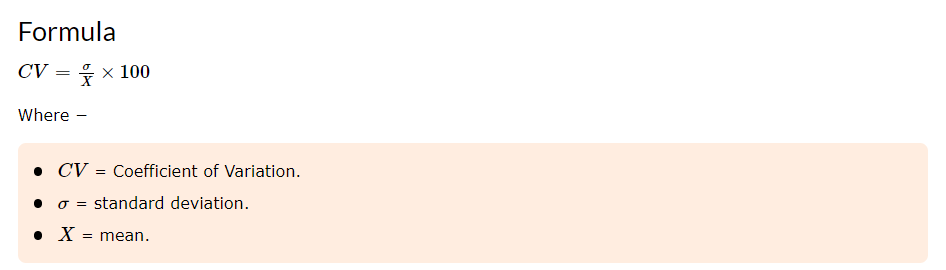 Formula
CV = σ/X × 100
Where −
• CV = Coefficient of Variation.
• σ = standard deviation.
• X = mean.